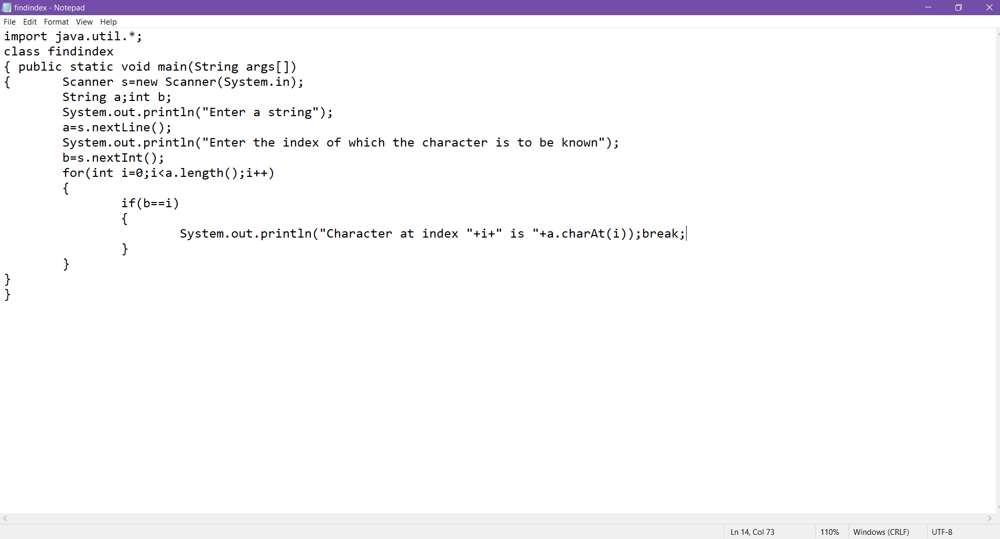 findindex - Notepad
File Edit Format View Help
import java.util.*;
class findindex
{ public static void main(String args[])
{       Scanner s=new Scanner(System.in);
        String a;int b;
        System.out.println("Enter a string");
        a=s.nextLine();
        System.out.println("Enter the index of which the character is to be known");
        b=s.nextInt();
        for(int i=0;i<a.length();i++)
        {
                if(b==i)
                {
                        System.out.println("Character at index "+i+" is "+a.charAt(i));break;
                }
        }
}
}
Ln 14, Col 73 110% Windows (CRLF) UTF-8